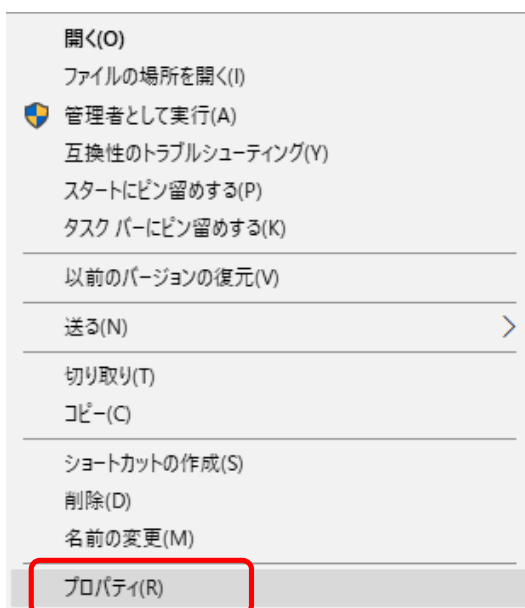 開く(O)
ファイルの場所を開く(I)
管理者として実行(A)
互換性のトラブルシューティング(Y)
スタートにピン留めする(P)
タスク バーにピン留めする(K)
以前のバージョンの復元(V)
送る(N)
切り取り(T)
コピー(C)
ショートカットの作成(S)
削除(D)
名前の変更(M)
プロパティ(R)